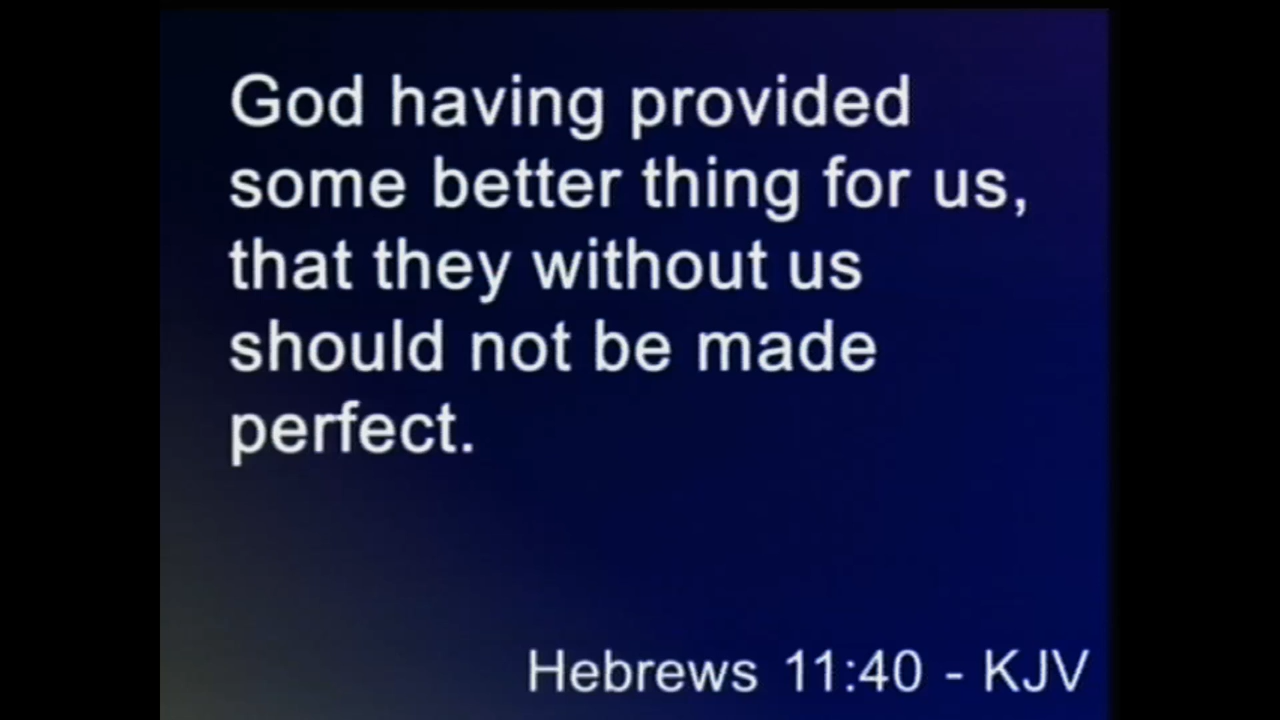 God having provided
some better thing for us,
that they without us
should not be made
perfect.
Hebrews 11:40 - KJV